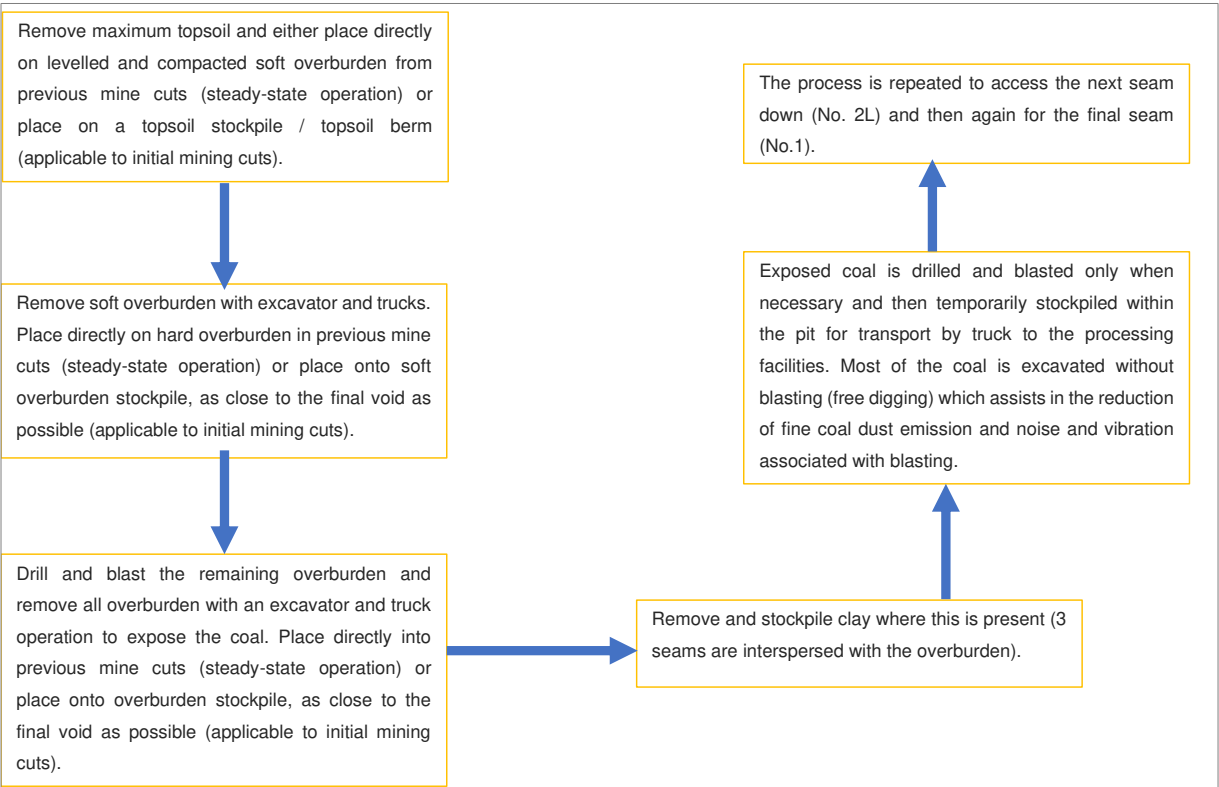 Remove maximum topsoil and either place directly
on levelled and compacted soft overburden from
previous mine cuts (steady-state operation) or
place on a topsoil stockpile / topsoil berm
(applicable to initial mining cuts).
Remove soft overburden with excavator and trucks.
Place directly on hard overburden in previous mine
cuts (steady-state operation) or place onto soft
overburden stockpile, as close to the final void as
possible (applicable to initial mining cuts).
Drill and blast the remaining overburden and
remove all overburden with an excavator and truck
operation to expose the coal. Place directly into
previous mine cuts (steady-state operation) or
place onto overburden stockpile, as close to the
final void as possible (applicable to initial mining
cuts).
Remove and stockpile clay where this is present (3
seams are interspersed with the overburden).
Exposed coal is drilled and blasted only when
necessary and then temporarily stockpiled within
the pit for transport by truck to the processing
facilities. Most of the coal is excavated without
blasting (free digging) which assists in the reduction
of fine coal dust emission and noise and vibration
associated with blasting.
The process is repeated to access the next seam
down (No. 2L) and then again for the final seam
(No.1).